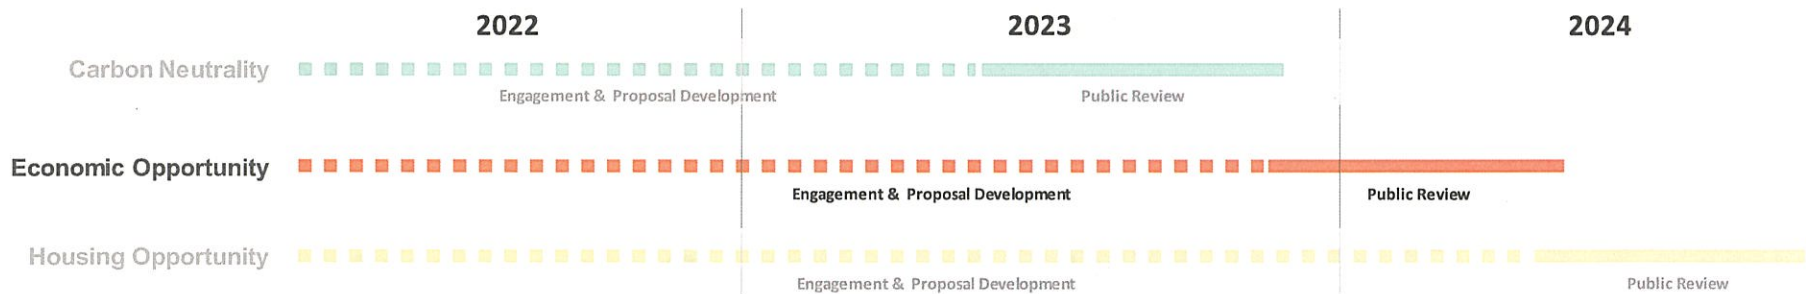 2022 2023 2024
Carbon Neutrality
Engagement & Proposal Development Public Review
Economic Opportunity
Engagement & Proposal Development Public Review
Housing Opportunity
Engagement & Proposal Development Public Review